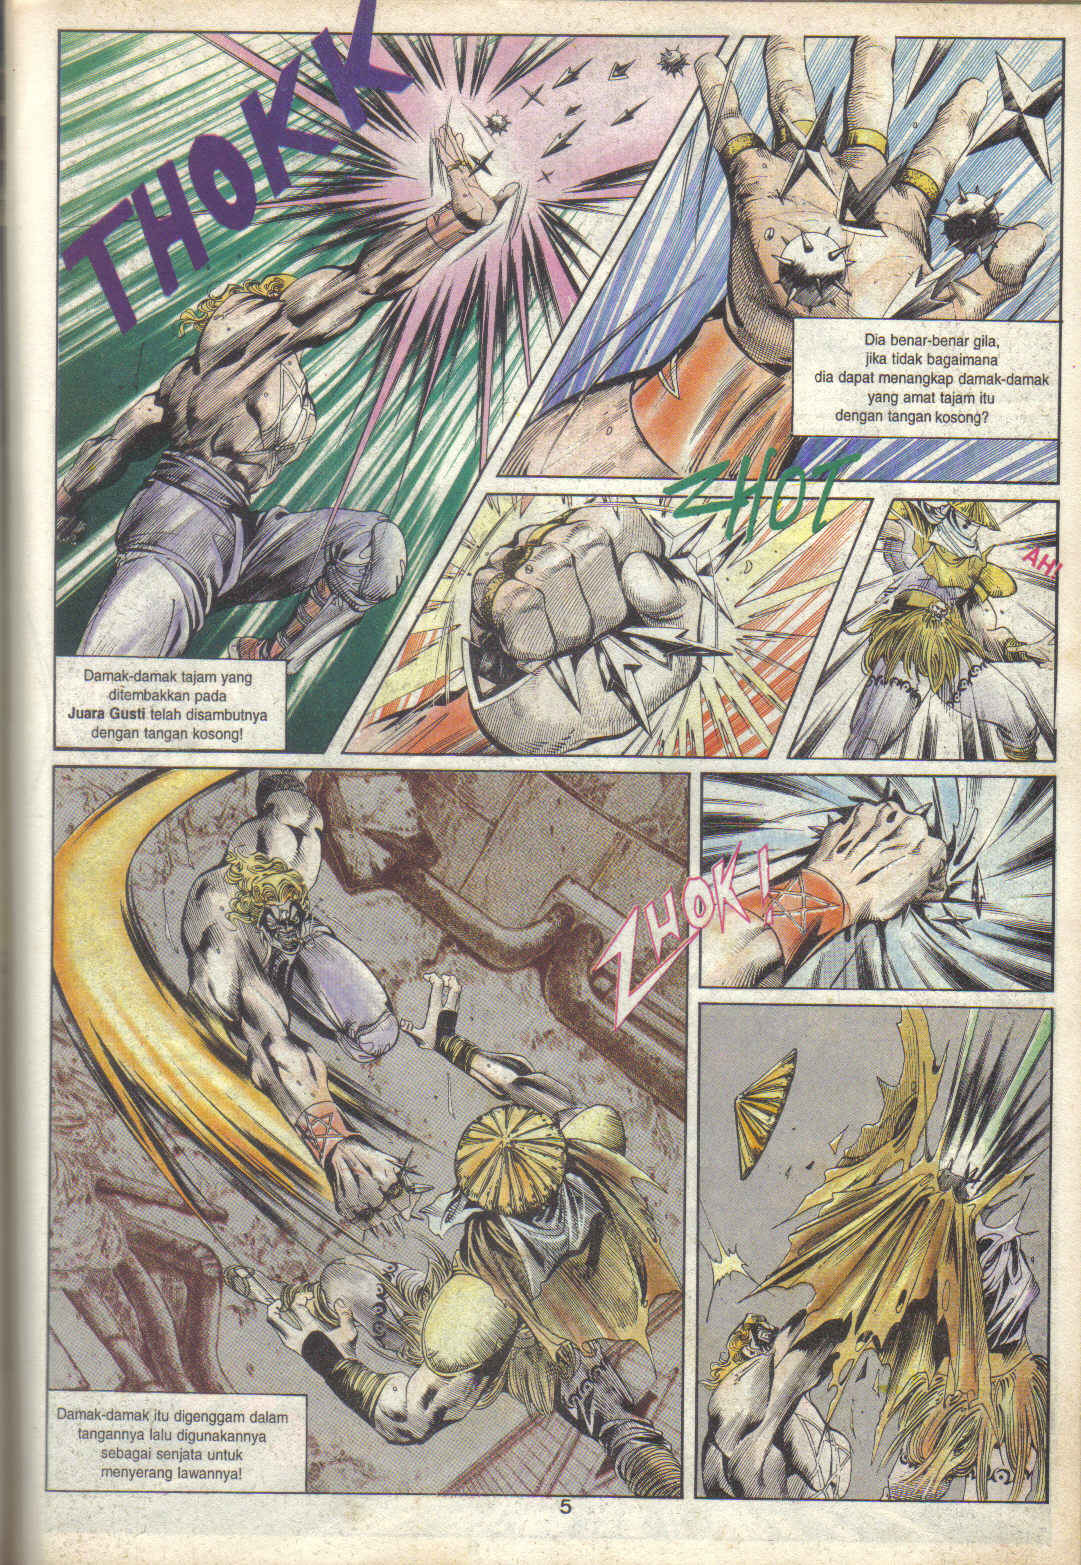 THOKK
Dia benar-benar gila,
jika tidak bagaimana
dia dapat menangkap damak-damak
yang amat tajam itu
dengan tangan kosong?
Damak-damak tajam yang
ditembakkan pada
Juara Gusti telah disambutnya
dengan tangan kosong!
ZHOT
AH!
ZHOK!
Damak-damak itu digenggam dalam
tangannya lalu digunakannya
sebagai senjata untuk
menyerang lawannya!
5